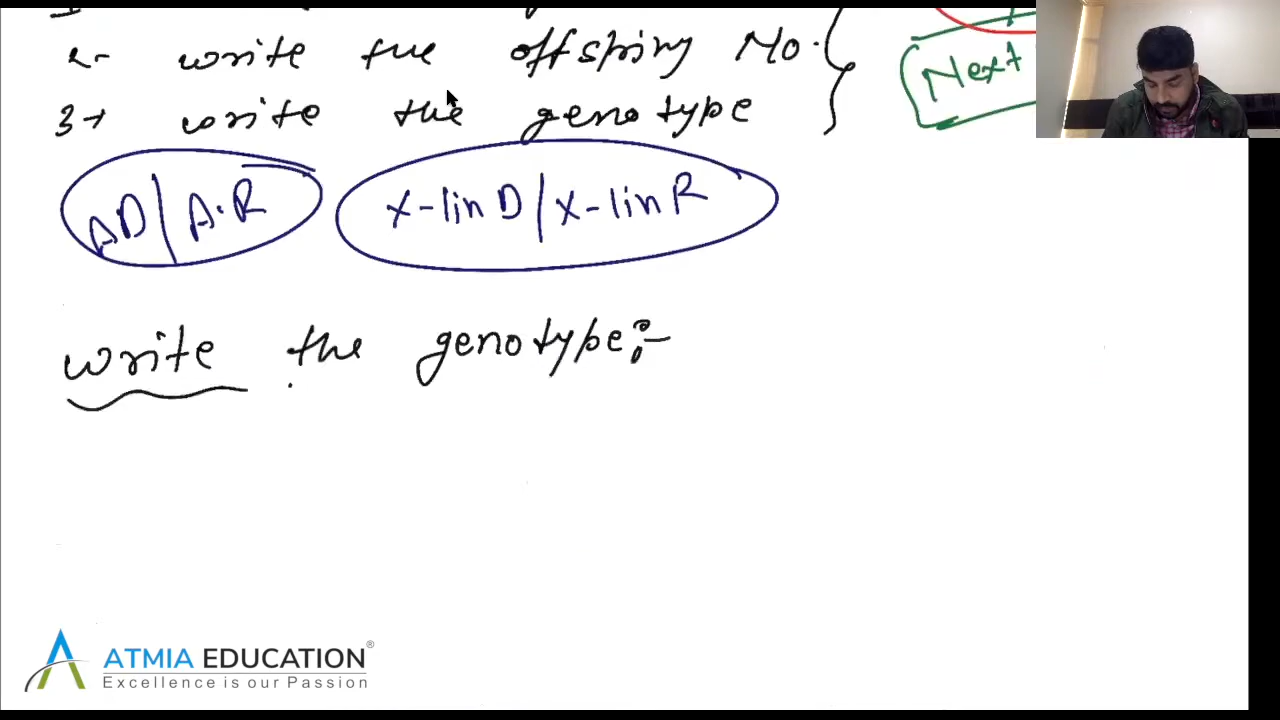 2- write the offspring No.
3→ write the genotype
Next
AD | A.R
X-lin D | X-lin R
write the genotype:-
ATMIA EDUCATION®
Excellence is our Passion